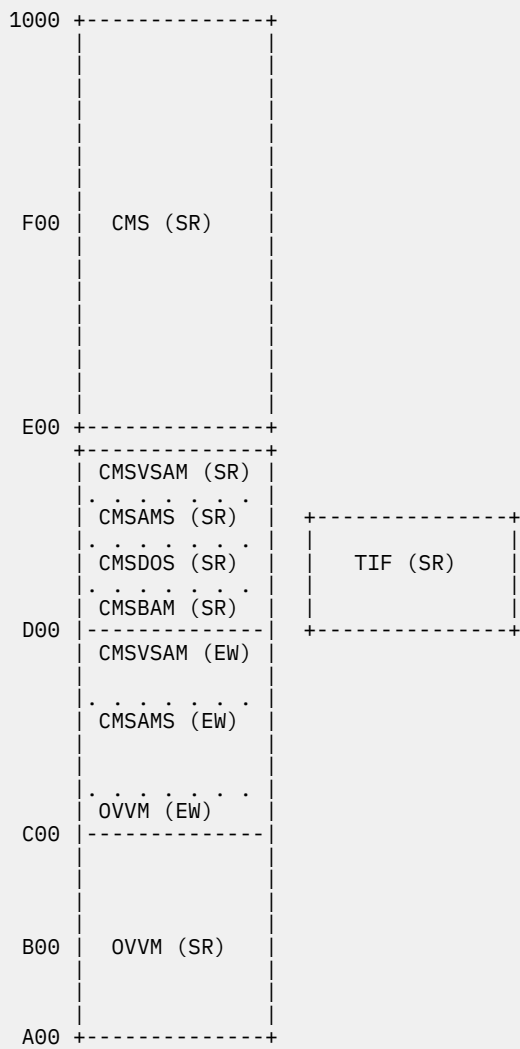 1000 +---------------+
F00 | CMS (SR) |
E00 +---------------+
+---------------+
| CMSVSAM (SR) |
|. . . . . . . |
| CMSAMS (SR) | +----------------+
|. . . . . . . | | |
| CMSDOS (SR) | | TIF (SR) |
|. . . . . . . | | |
| CMSBAM (SR) | | |
D00 |-------------- | +----------------+
| CMSVSAM (EW) |
|. . . . . . . |
| CMSAMS (EW) |
|. . . . . . . |
| OVVM (EW) |
C00 |-------------- |
B00 | OVVM (SR) |
A00 +---------------+